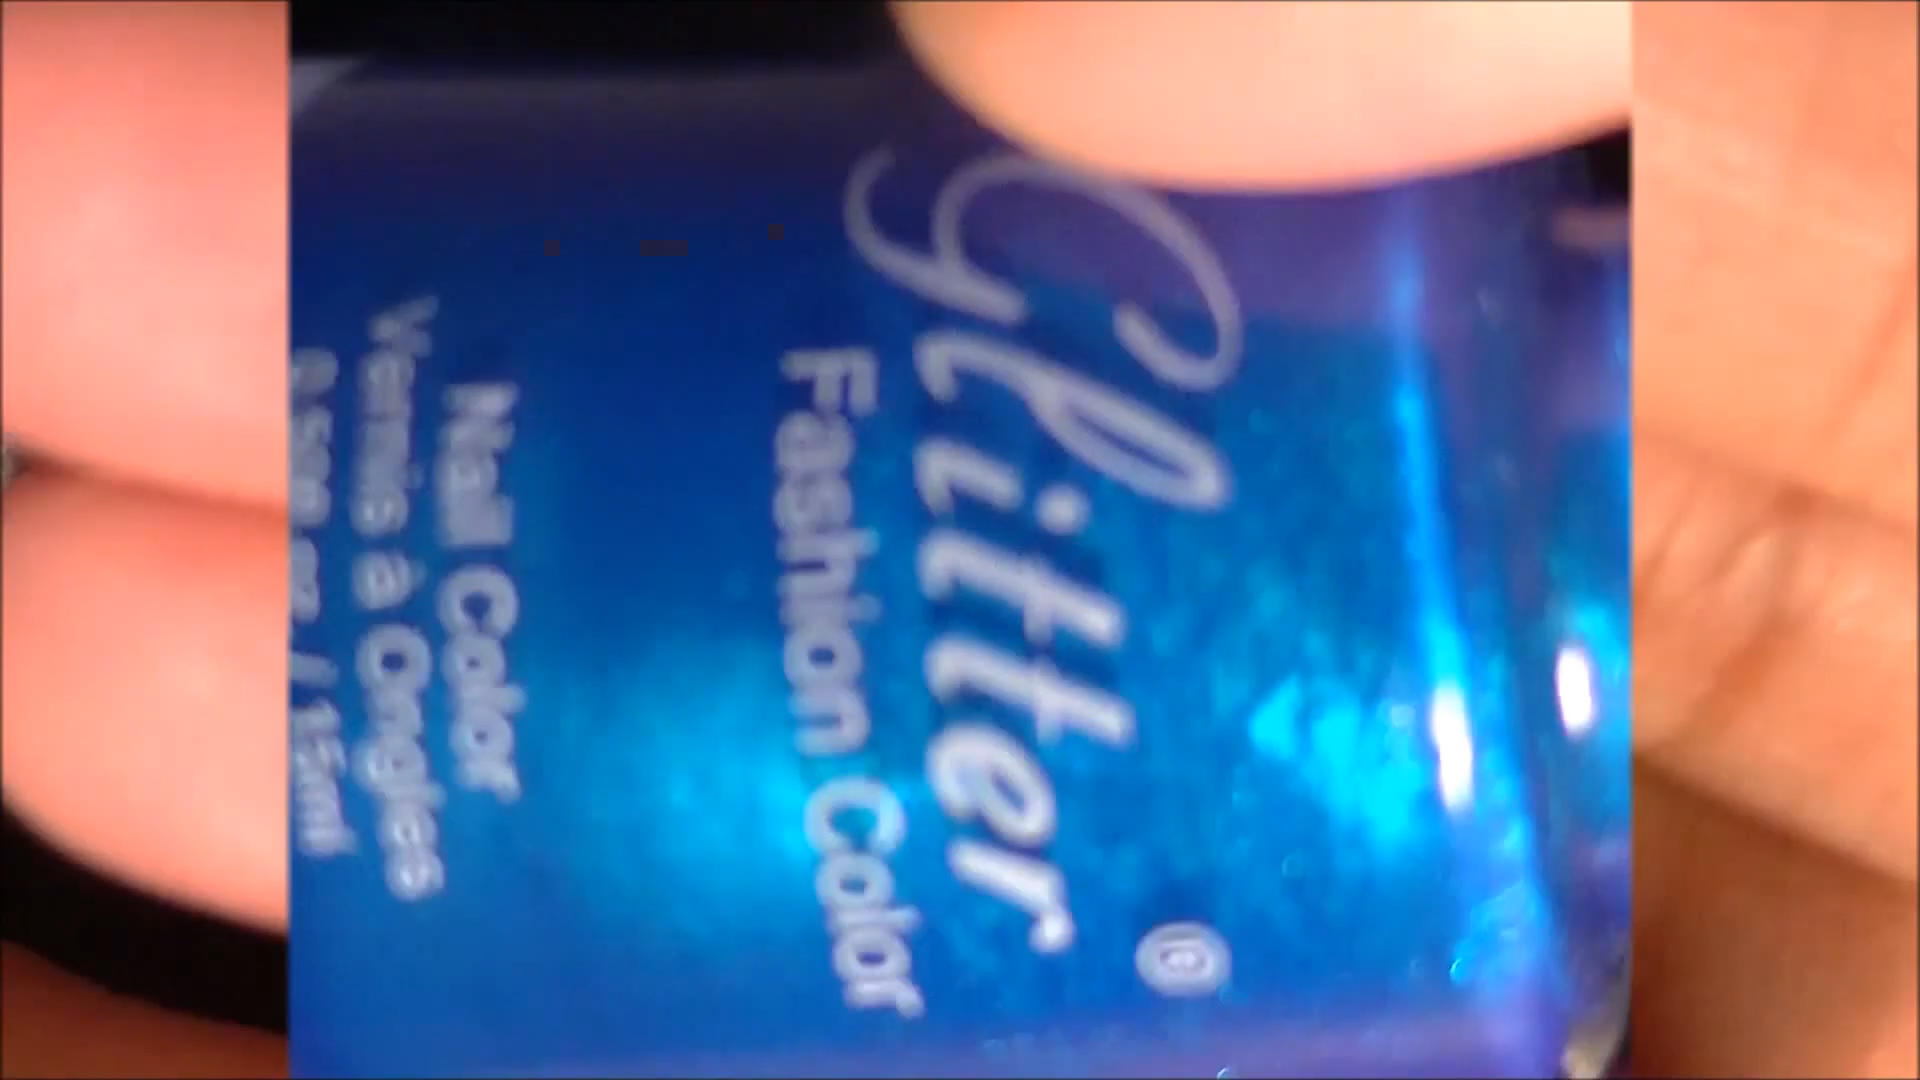 Glitter®
Fashion Color
Nail Color
Vernis à Ongles
/ 15ml